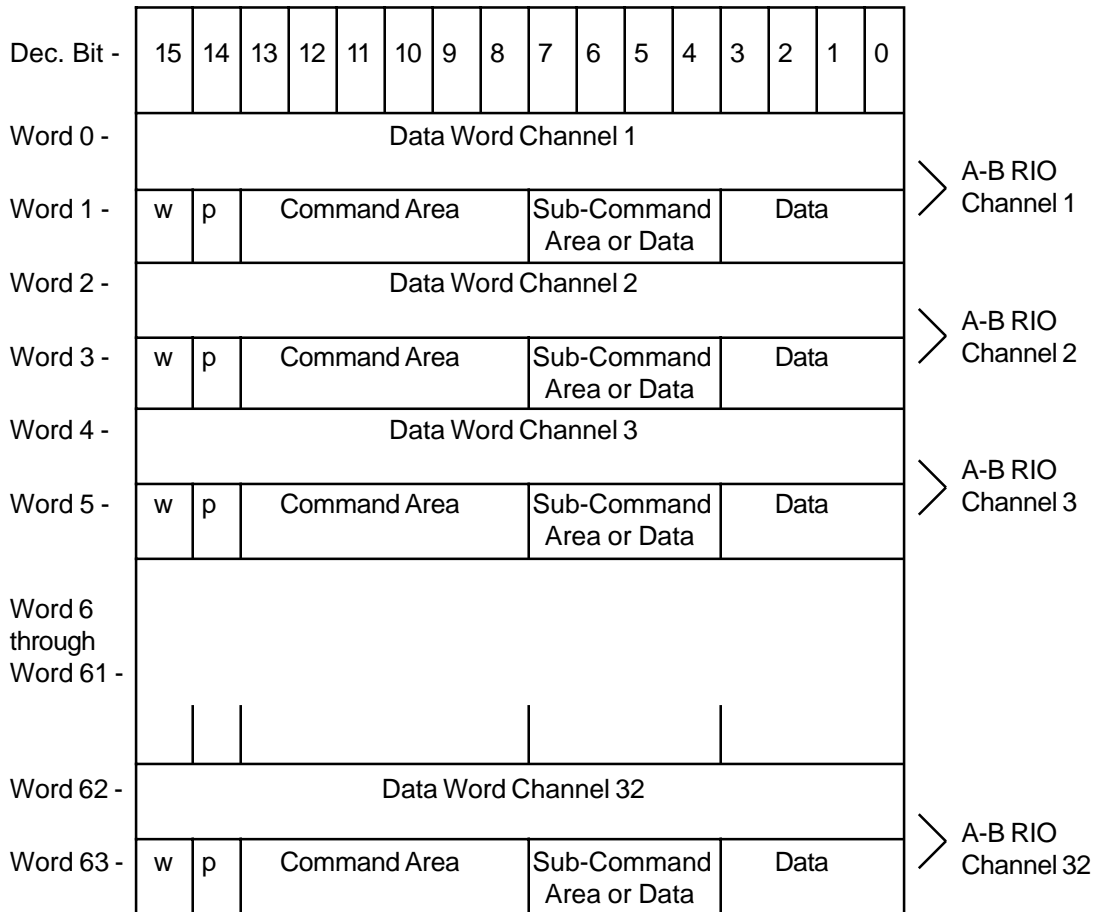 Dec. Bit - 15 14 13 12 11 10 9 8 7 6 5 4 3 2 1 0
Word 0 - Data Word Channel 1
A-B RIO
Channel 1
Word 1 - w p Command Area Sub-Command
Area or Data Data
Word 2 - Data Word Channel 2
A-B RIO
Channel 2
Word 3 - w p Command Area Sub-Command
Area or Data Data
Word 4 - Data Word Channel 3
A-B RIO
Channel 3
Word 5 - w p Command Area Sub-Command
Area or Data Data
Word 6
through
Word 61 -
Word 62 - Data Word Channel 32
A-B RIO
Channel 32
Word 63 - w p Command Area Sub-Command
Area or Data Data